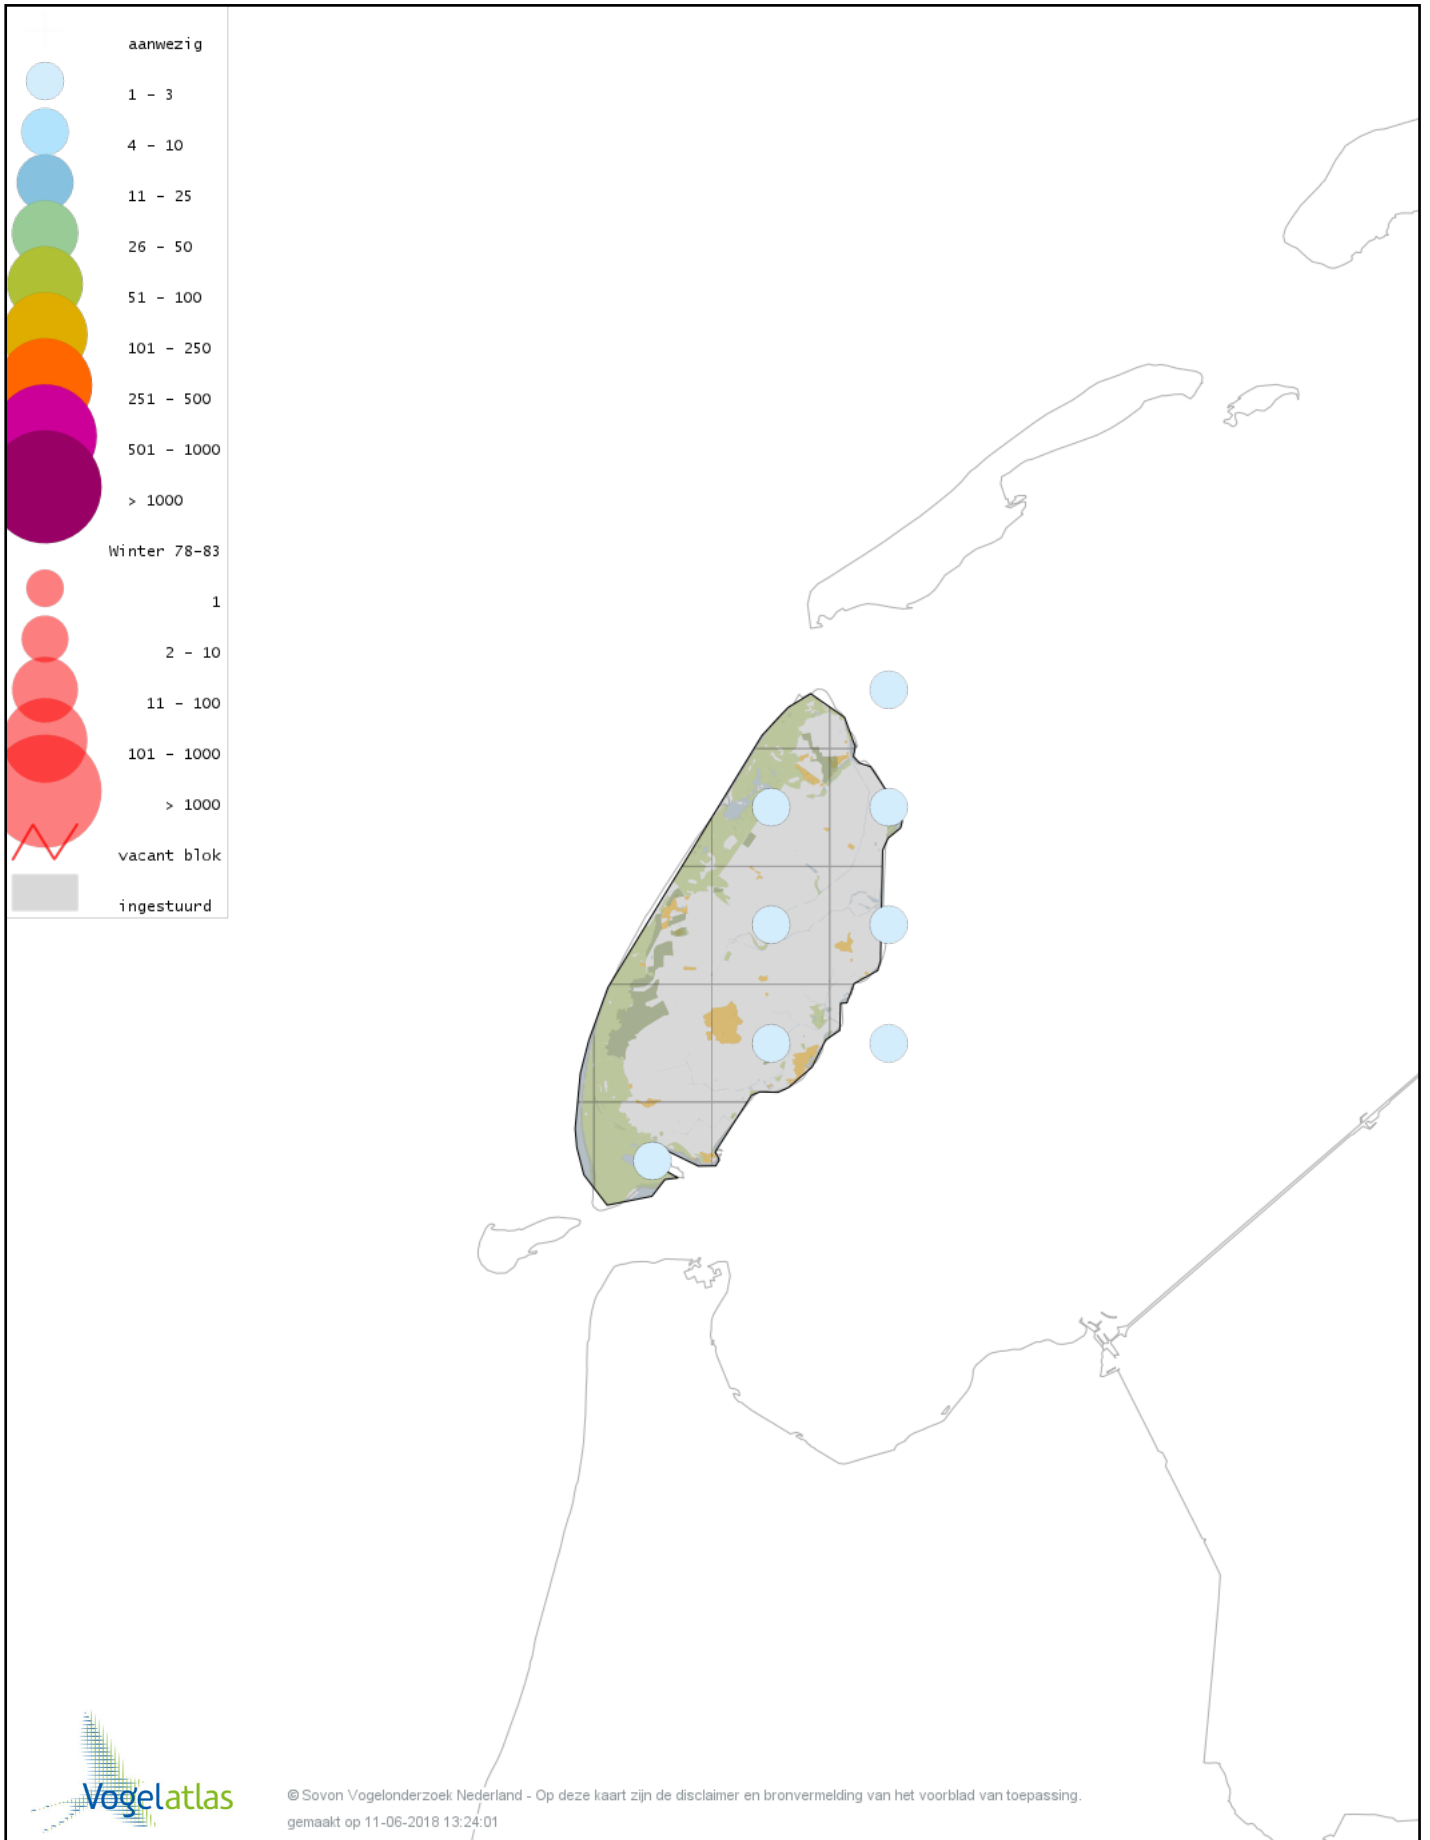 aanwezig
1 - 3
4 - 10
11 - 25
26 - 50
51 - 100
101 - 250
251 - 500
501 - 1000
> 1000
Winter 78-83
1
2 - 10
11 - 100
101 - 1000
> 1000
vacant blok
ingestuurd
Vogelatlas
© Sovon Vogelonderzoek Nederland - Op deze kaart zijn de disclaimer en bronvermelding van het voorblad van toepassing.
gemaakt op 11-06-2018 13:24:01